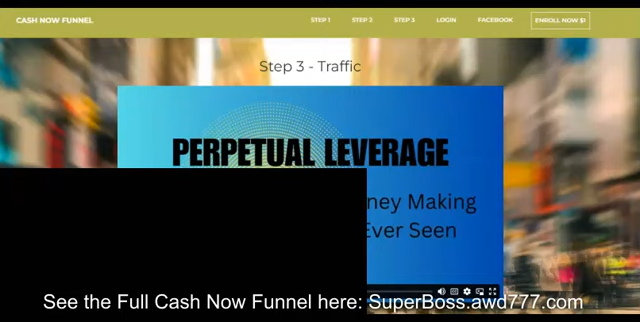 CASH NOW FUNNEL
STEP 1 STEP 2 STEP 3 LOGIN FACEBOOK ENROLL NOW $1
Step 3 - Traffic
PERPETUAL LEVERAGE
ney Making
Ever Seen
See the Full Cash Now Funnel here: SuperBoss.awd777.com